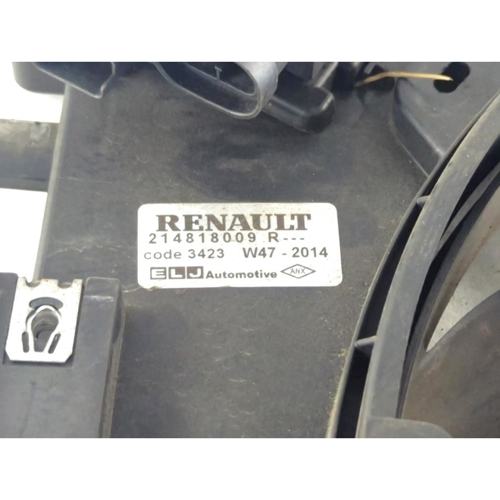 RENAULT
214818009 R---
code 3423 W47 - 2014
ELJ Automotive ANX